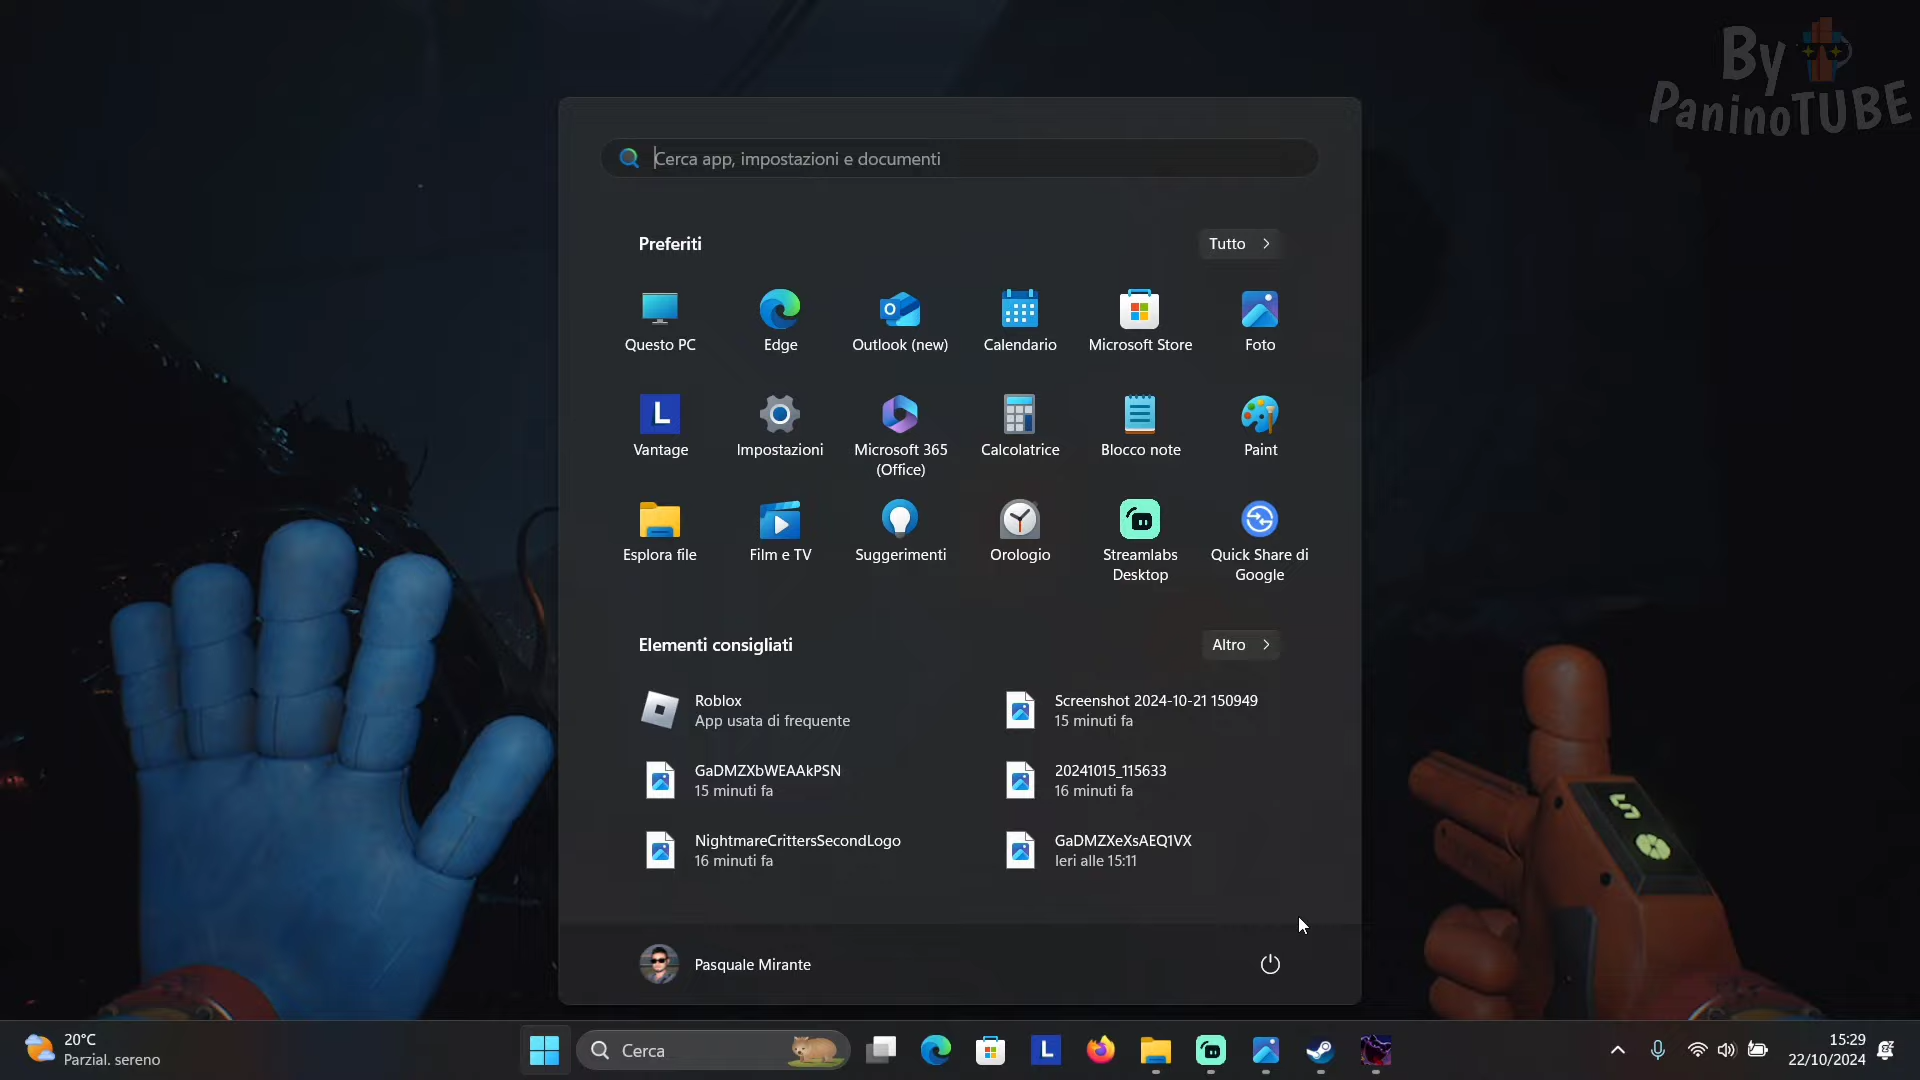 By
PaninoTUBE
Cerca app, impostazioni e documenti
Preferiti
Tutto
Questo PC
Edge
Outlook (new)
Calendario
Microsoft Store
Foto
Vantage
Impostazioni
Microsoft 365
(Office)
Calcolatrice
Blocco note
Paint
Esplora file
Film e TV
Suggerimenti
Orologio
Streamlabs
Desktop
Quick Share di
Google
Elementi consigliati
Altro
Roblox
App usata di frequente
Screenshot 2024-10-21 150949
15 minuti fa
GaDMZXbWEAAkPSN
15 minuti fa
20241015_115633
16 minuti fa
NightmareCrittersSecondLogo
16 minuti fa
GaDMZXeXsAEQ1VX
Ieri alle 15:11
Pasquale Mirante
20°C
Parzial. sereno
Cerca
15:29
22/10/2024